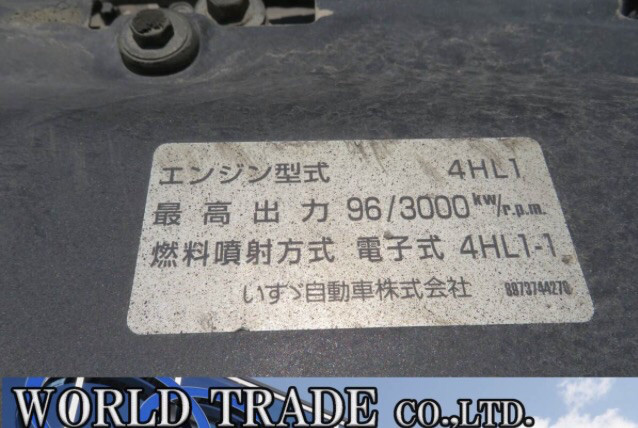 エンジン型式 4HL1
最高出力 96/3000 kW/r.p.m.
燃料噴射方式 電子式 4HL1-1
いすゞ自動車株式会社 8973744270
WORLD TRADE CO.,LTD.